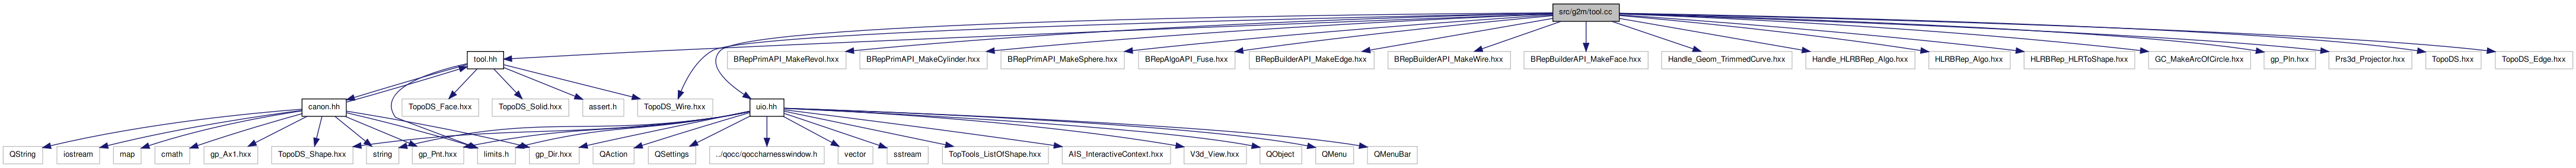 src/g2m/tool.cc
tool.hh
BRepPrimAPI_MakeRevol.hxx
BRepPrimAPI_MakeCylinder.hxx
BRepPrimAPI_MakeSphere.hxx
BRepAlgoAPI_Fuse.hxx
BRepBuilderAPI_MakeEdge.hxx
BRepBuilderAPI_MakeWire.hxx
BRepBuilderAPI_MakeFace.hxx
Handle_Geom_TrimmedCurve.hxx
Handle_HLRBRep_Algo.hxx
HLRBRep_Algo.hxx
HLRBRep_HLRToShape.hxx
GC_MakeArcOfCircle.hxx
gp_Pln.hxx
Prs3d_Projector.hxx
TopoDS.hxx
TopoDS_Edge.hxx
canon.hh
TopoDS_Face.hxx
TopoDS_Solid.hxx
assert.h
TopoDS_Wire.hxx
uio.hh
QString
iostream
map
cmath
gp_Ax1.hxx
TopoDS_Shape.hxx
string
gp_Pnt.hxx
limits.h
gp_Dir.hxx
QAction
QSettings
.../qocc/qoccharnesswindow.h
vector
sstream
TopTools_ListOfShape.hxx
AIS_InteractiveContext.hxx
V3d_View.hxx
QObject
QMenu
QMenuBar